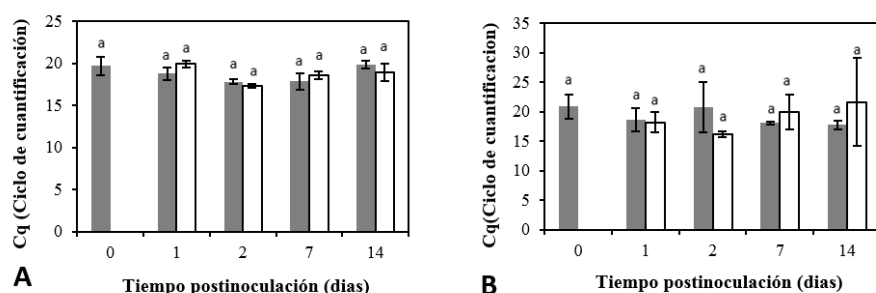 Cq (Ciclo de cuantificación)
25
20
15
10
5
0
a
a a
a a
a a
a a
0 1 2 7 14
Tiempo postinoculación (dias)
A
Cq(Ciclo de cuantificacion)
35
30
25
20
15
10
5
0
a
a a
a a
a a
a a
0 1 2 7 14
Tiempo postinoculación (dias)
B